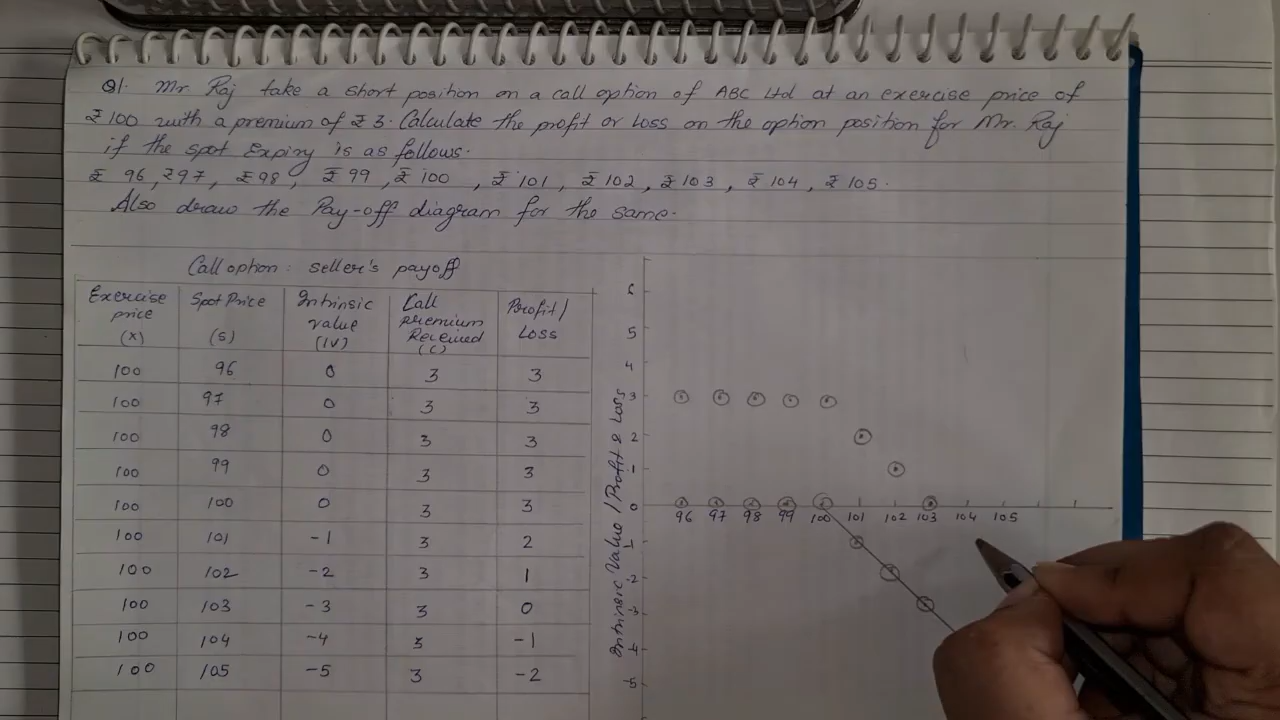 Q1. Mr. Raj take a short position on a call option of ABC Ltd at an exercise price of
₹ 100 with a premium of ₹ 3. Calculate the profit or Loss on the option position for Mr. Raj
if the spot Expiry is as follows.
₹ 96, ₹97, ₹98, ₹ 99, ₹ 100, ₹ 101, ₹ 102, ₹ 103, ₹ 104, ₹ 105.
Also draw the Pay-off diagram for the same.
Call option: seller's payoff
Exercise price (X) Spot Price (S) Intrinsic value (IV) Call premium Received (C) Profit/ Loss
100 96 0 3 3
100 97 0 3 3
100 98 0 3 3
100 99 0 3 3
100 100 0 3 3
100 101 -1 3 2
100 102 -2 3 1
100 103 -3 3 0
100 104 -4 3 -1
100 105 -5 3 -2
Intrinsic Value / Profit & Loss
6
5
4
3
2
1
0
96 97 98 99 100 101 102 103 104 105
-1
-2
-3
-4
-5